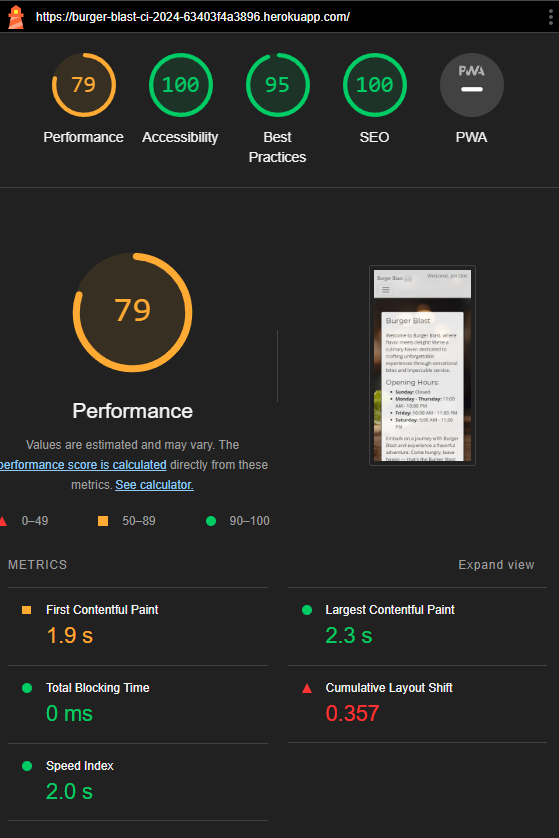 https://burger-blast-ci-2024-63403f4a3896.herokuapp.com/
79
100
95
100
PWA
Performance
Accessibility
Best
Practices
SEO
PWA
79
Performance
Values are estimated and may vary. The
performance score is calculated directly from these
metrics. See calculator.
0–49
50–89
90–100
Burger Blast
Welcome, Jon Doe
Burger Blast
Welcome to Burger Blast, where
flavor meets delight! We're a
culinary haven dedicated to
crafting unforgettable
experiences through sensational
bites and impeccable service.
Opening Hours:
Sunday: Closed
Monday - Thursday: 11:00
AM - 10:00 PM
Friday: 10:00 AM - 11:00 PM
Saturday: 9:00 AM - 11:00
PM
Embark on a journey with Burger
Blast and experience a flavorful
adventure. Come hungry, leave
happy — that's the Burger Blast
METRICS
Expand view
First Contentful Paint
1.9 s
Largest Contentful Paint
2.3 s
Total Blocking Time
0 ms
Cumulative Layout Shift
0.357
Speed Index
2.0 s